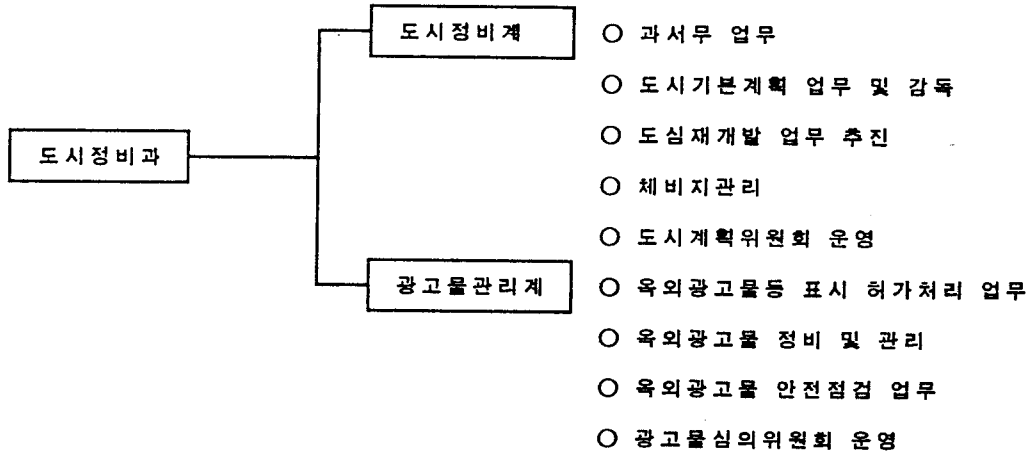 도시정비계
○ 과서무 업무
○ 도시기본계획 업무 및 감독
도시정비과
○ 도심재개발 업무 추진
○ 체비지관리
○ 도시계획위원회 운영
광고물관리계
○ 옥외광고물등 표시 허가처리 업무
○ 옥외광고물 정비 및 관리
○ 옥외광고물 안전점검 업무
○ 광고물심의위원회 운영